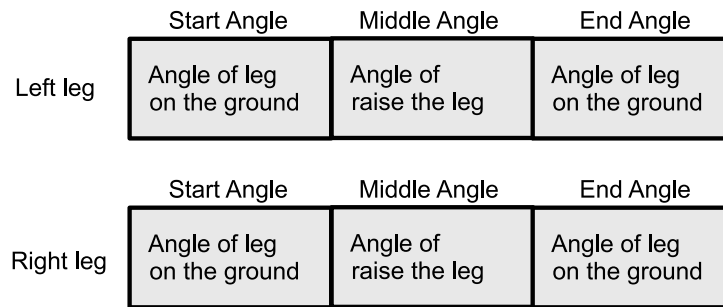 Start Angle Middle Angle End Angle
Left leg
Angle of leg
on the ground
Angle of
raise the leg
Angle of leg
on the ground
Start Angle Middle Angle End Angle
Right leg
Angle of leg
on the ground
Angle of
raise the leg
Angle of leg
on the ground